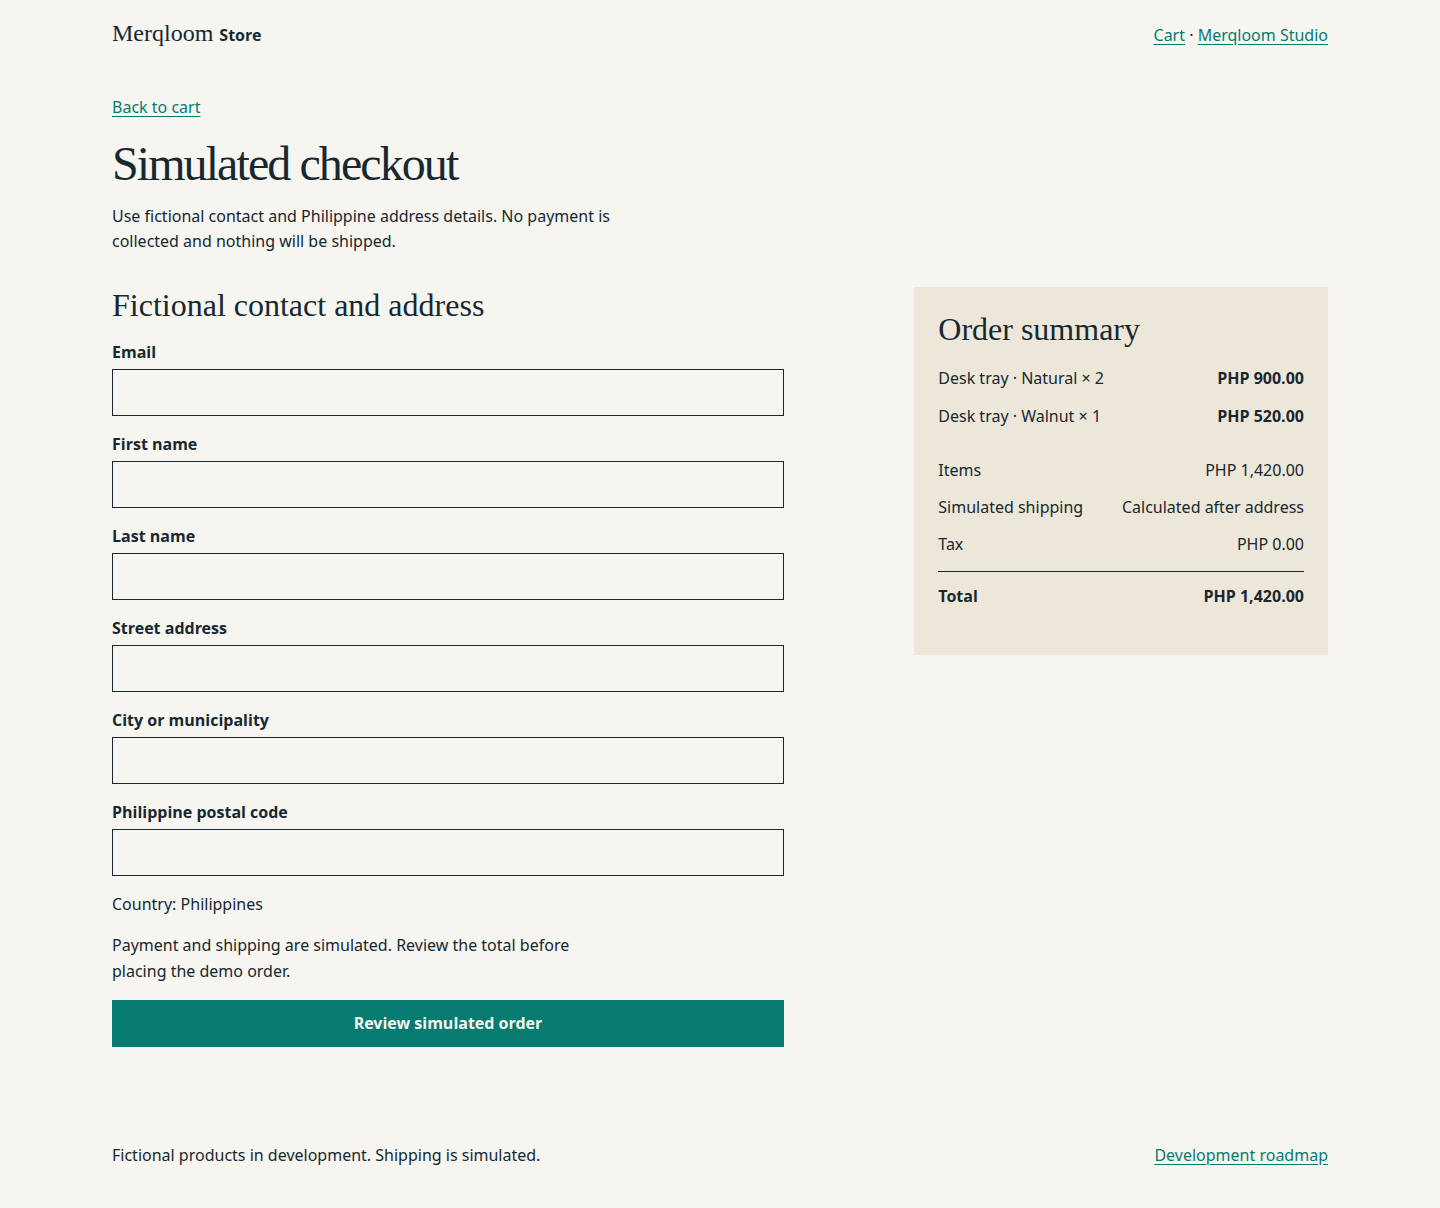 Merqloom Store
Cart · Merqloom Studio
Back to cart
Simulated checkout
Use fictional contact and Philippine address details. No payment is
collected and nothing will be shipped.
Fictional contact and address
Email
First name
Last name
Street address
City or municipality
Philippine postal code
Country: Philippines
Payment and shipping are simulated. Review the total before
placing the demo order.
Review simulated order
Order summary
Desk tray · Natural × 2 PHP 900.00
Desk tray · Walnut × 1 PHP 520.00
Items PHP 1,420.00
Simulated shipping Calculated after address
Tax PHP 0.00
Total PHP 1,420.00
Fictional products in development. Shipping is simulated.
Development roadmap